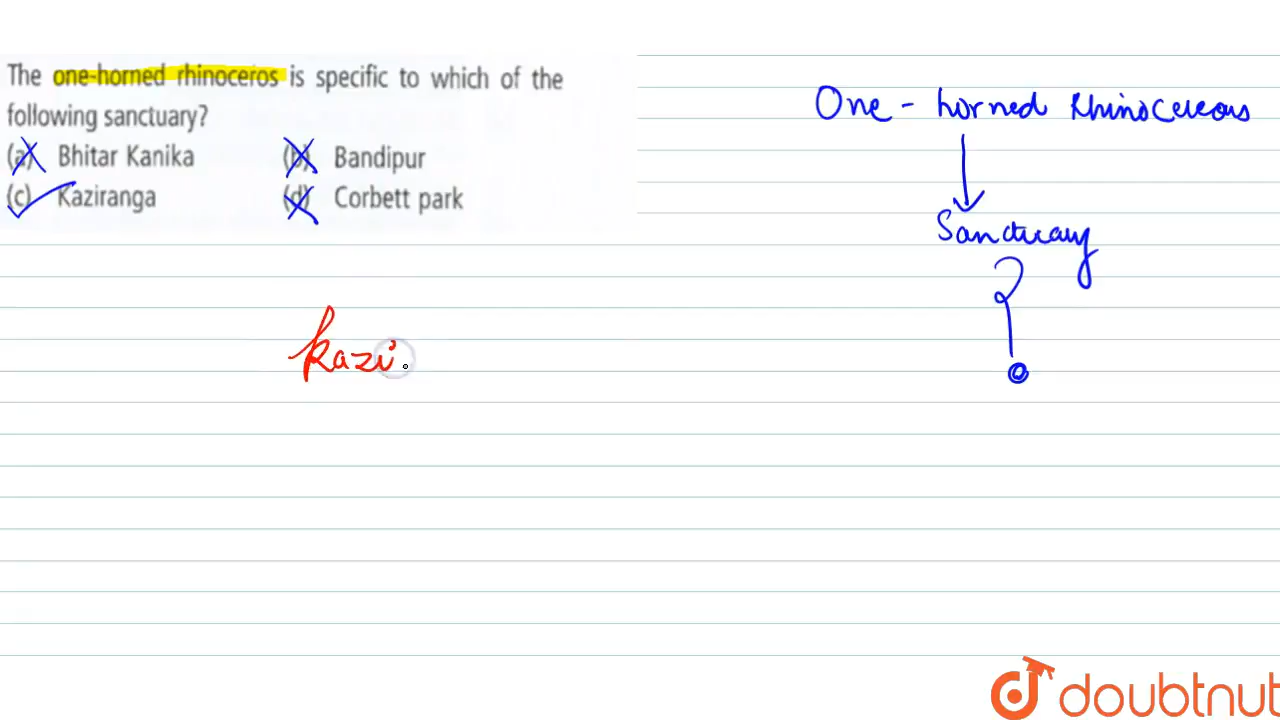 The one-horned rhinoceros is specific to which of the
following sanctuary?
(a) Bhitar Kanika (b) Bandipur
(c) Kaziranga (d) Corbett park
One - horned Rhinocereous
Sanctuary
?
kazi
doubtnut